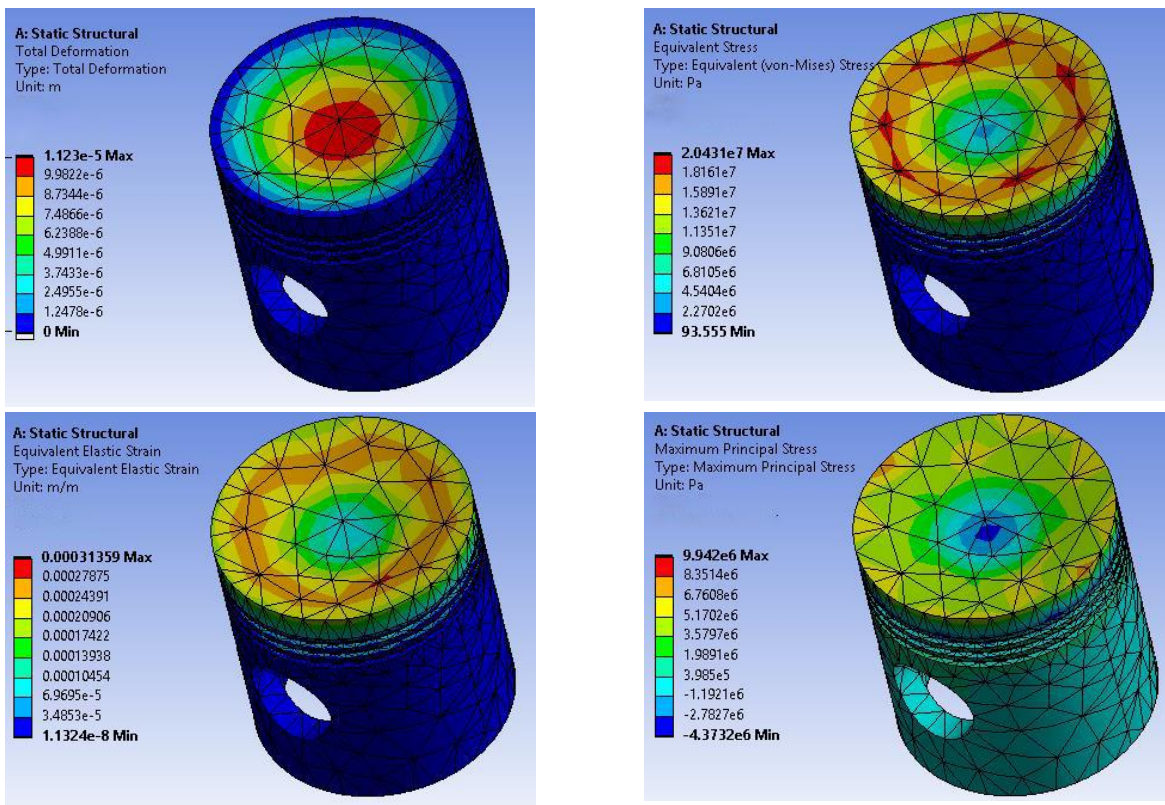 A: Static Structural
Total Deformation
Type: Total Deformation
Unit: m
1.123e-5 Max
9.9822e-6
8.7344e-6
7.4866e-6
6.2388e-6
4.9911e-6
3.7433e-6
2.4955e-6
1.2478e-6
0 Min
A: Static Structural
Equivalent Stress
Type: Equivalent (von-Mises) Stress
Unit: Pa
2.0431e7 Max
1.8161e7
1.5891e7
1.3621e7
1.1351e7
9.0806e6
6.8105e6
4.5404e6
2.2702e6
93.555 Min
A: Static Structural
Equivalent Elastic Strain
Type: Equivalent Elastic Strain
Unit: m/m
0.00031359 Max
0.00027875
0.00024391
0.00020906
0.00017422
0.00013938
0.00010454
6.9695e-5
3.4853e-5
1.1324e-8 Min
A: Static Structural
Maximum Principal Stress
Type: Maximum Principal Stress
Unit: Pa
9.942e6 Max
8.3514e6
6.7608e6
5.1702e6
3.5797e6
1.9891e6
3.985e5
-1.1921e6
-2.7827e6
-4.3732e6 Min